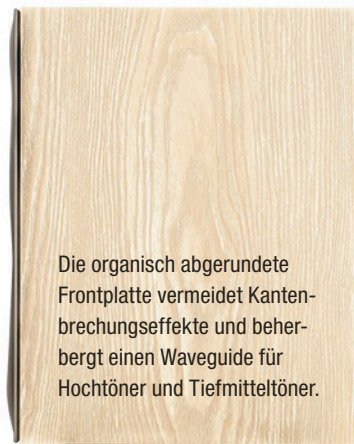 Die organisch abgerundete
Frontplatte vermeidet Kanten-
brechungseffekte und beher-
bergt einen Waveguide für
Hochtöner und Tiefmitteltöner.